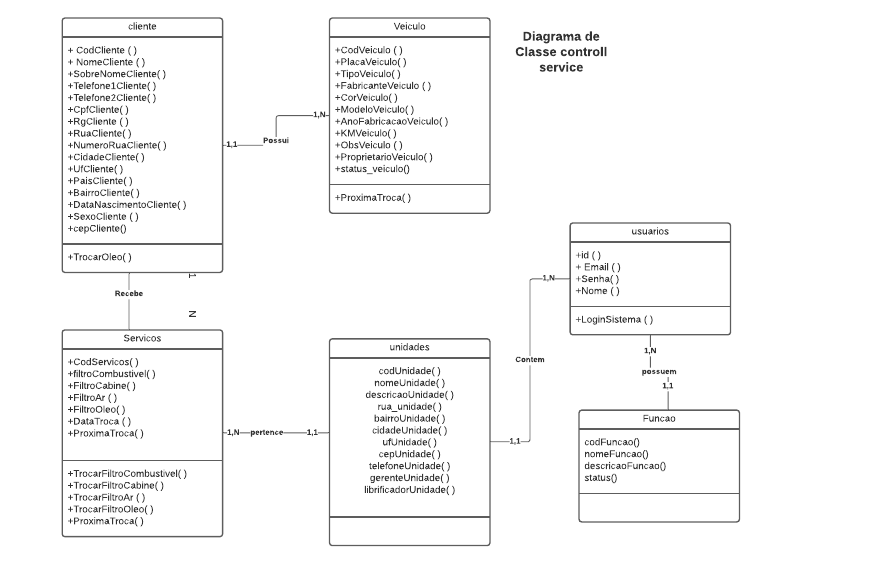 Diagrama de
Classe controll
service
cliente
+ CodCliente ( )
+ NomeCliente ( )
+SobreNomeCliente( )
+Telefone1Cliente( )
+Telefone2Cliente( )
+CpfCliente( )
+RgCliente ( )
+RuaCliente( )
+NumeroRuaCliente( )
+CidadeCliente( )
+UfCliente( )
+PaisCliente( )
+BairroCliente( )
+DataNascimentoCliente( )
+SexoCliente ( )
+cepCliente()
+TrocarOleo( )
1,1
Possui
1,N
Veiculo
+CodVeiculo ( )
+PlacaVeiculo( )
+TipoVeiculo( )
+FabricanteVeiculo ( )
+CorVeiculo( )
+ModeloVeiculo( )
+AnoFabricacaoVeiculo( )
+KMVeiculo( )
+ObsVeiculo ( )
+ProprietarioVeiculo( )
+status_veiculo()
+ProximaTroca( )
1
Recebe
N
Servicos
+CodServicos( )
+filtroCombustivel( )
+FiltroCabine( )
+FiltroAr ( )
+FiltroOleo( )
+DataTroca ( )
+ProximaTroca( )
+TrocarFiltroCombustivel( )
+TrocarFiltroCabine( )
+TrocarFiltroAr ( )
+TrocarFiltroOleo( )
+ProximaTroca( )
1,N
pertence
1,1
unidades
codUnidade( )
nomeUnidade( )
descricaoUnidade( )
rua_unidade( )
bairroUnidade( )
cidadeUnidade( )
ufUnidade( )
cepUnidade( )
telefoneUnidade( )
gerenteUnidade( )
librificadorUnidade( )
1,1
Contem
1,N
usuarios
+id ( )
+ Email ( )
+Senha( )
+Nome ( )
+LoginSistema ( )
1,N
possuem
1,1
Funcao
codFuncao()
nomeFuncao()
descricaoFuncao()
status()